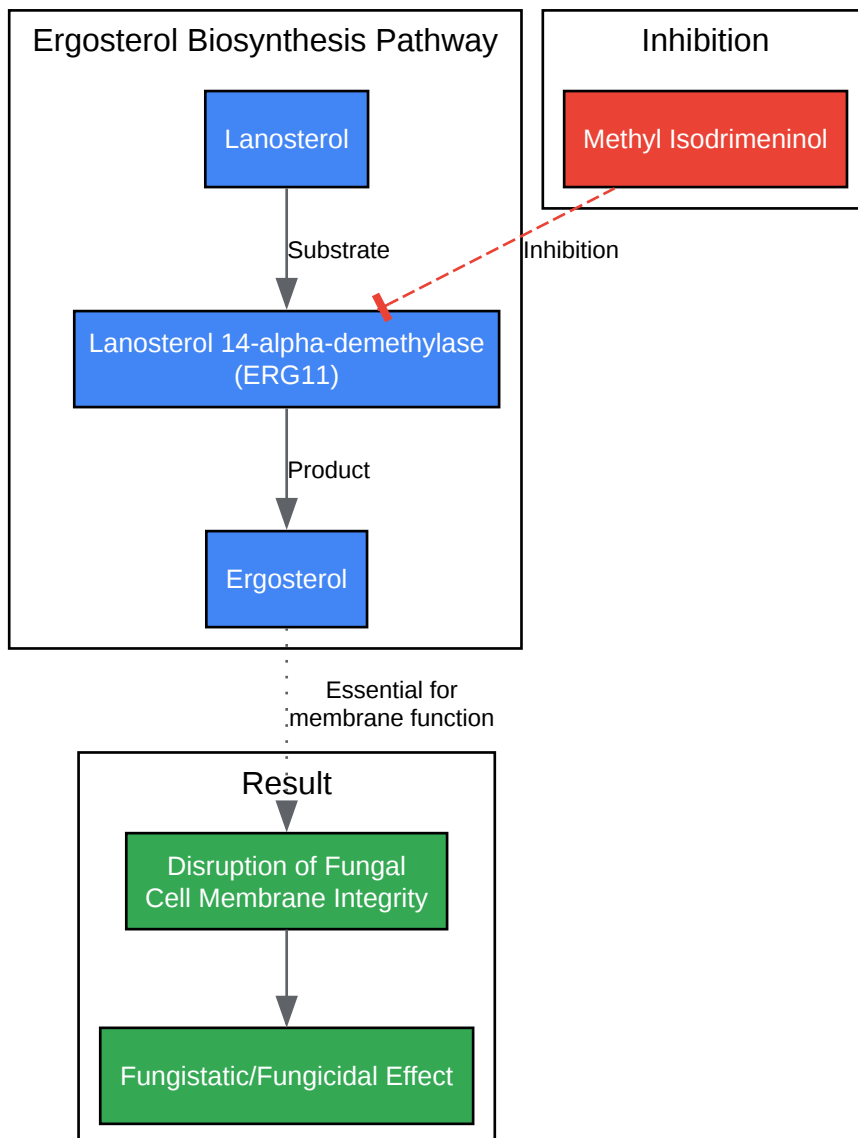 Ergosterol Biosynthesis Pathway
Inhibition
Lanosterol
Methyl Isodrimeninol
Substrate
Inhibition
Lanosterol 14-alpha-demethylase
(ERG11)
Product
Ergosterol
Essential for
membrane function
Result
Disruption of Fungal
Cell Membrane Integrity
Fungistatic/Fungicidal Effect